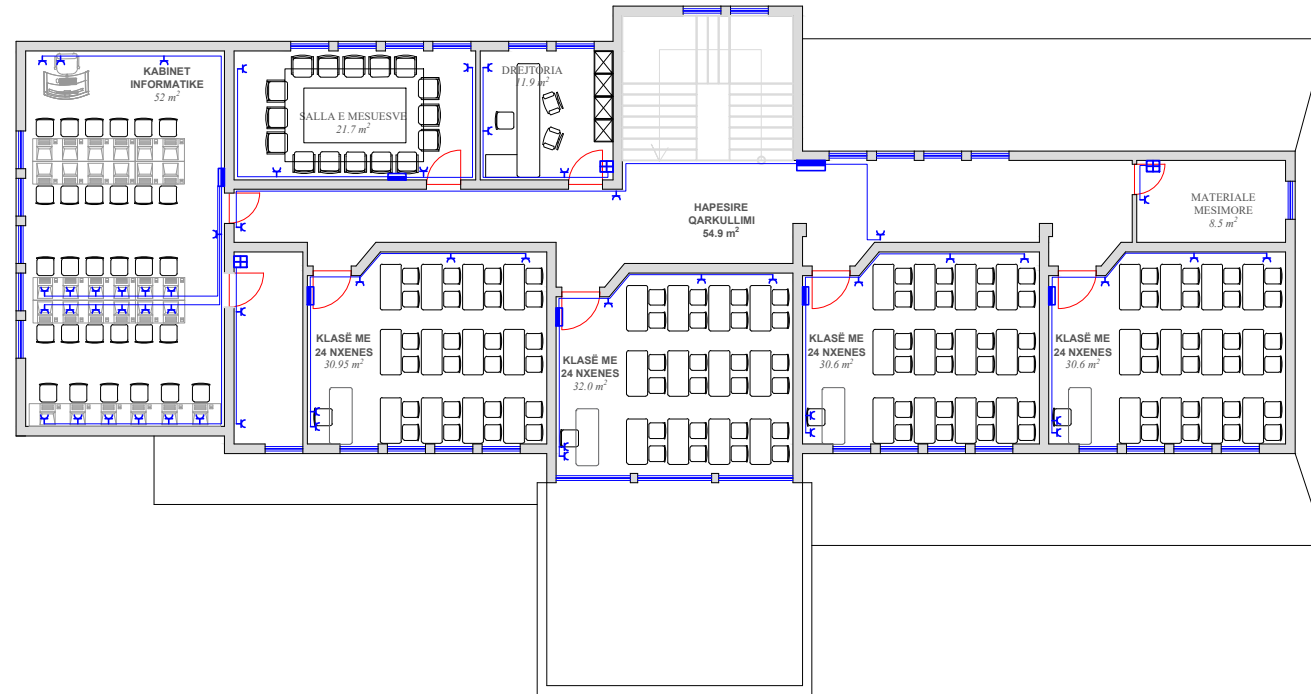 KABINET
INFORMATIKE
52 m²
SALLA E MESUESVE
21.7 m²
DREJTORIA
11.9 m²
HAPESIRE
QARKULLIMI
54.9 m²
MATERIALE
MESIMORE
8.5 m²
KLASË ME
24 NXENES
30.95 m²
KLASË ME
24 NXENES
32.0 m²
KLASË ME
24 NXENES
30.6 m²
KLASË ME
24 NXENES
30.6 m²